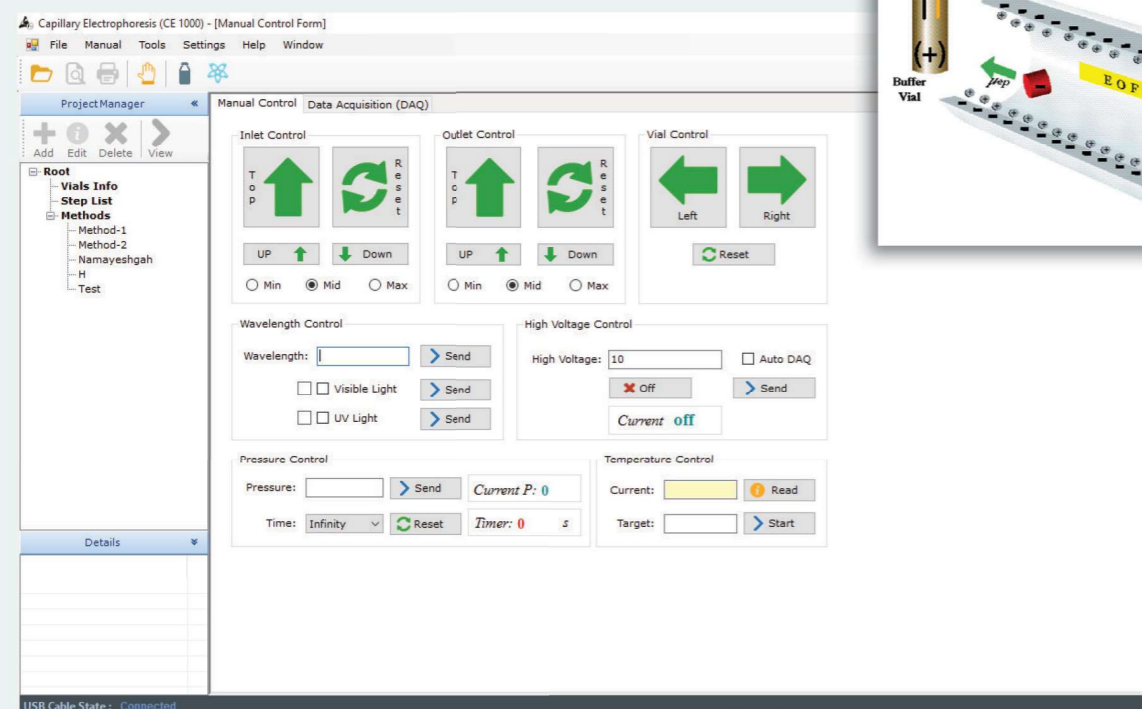 Capillary Electrophoresis (CE 1000) - [Manual Control Form]
File Manual Tools Settings Help Window
ProjectManager «
Add Edit Delete View
Root
Vials Info
Step List
Methods
Method-1
Method-2
Namayeshgah
H
Test
Details
Manual Control Data Acquisition (DAQ)
Inlet Control
Top Reset
UP Down
Min Mid Max
Outlet Control
Top Reset
UP Down
Min Mid Max
Vial Control
Left Right
Reset
Wavelength Control
Wavelength: Send
Visible Light Send
UV Light Send
High Voltage Control
High Voltage: 10 Auto DAQ
Off Send
Current off
Pressure Control
Pressure: Send Current P: 0
Time: Infinity Reset Timer: 0 s
Temperature Control
Current: Read
Target: Start
USB Cable State : Connected
(+)
Buffer
Vial
μep
EOF